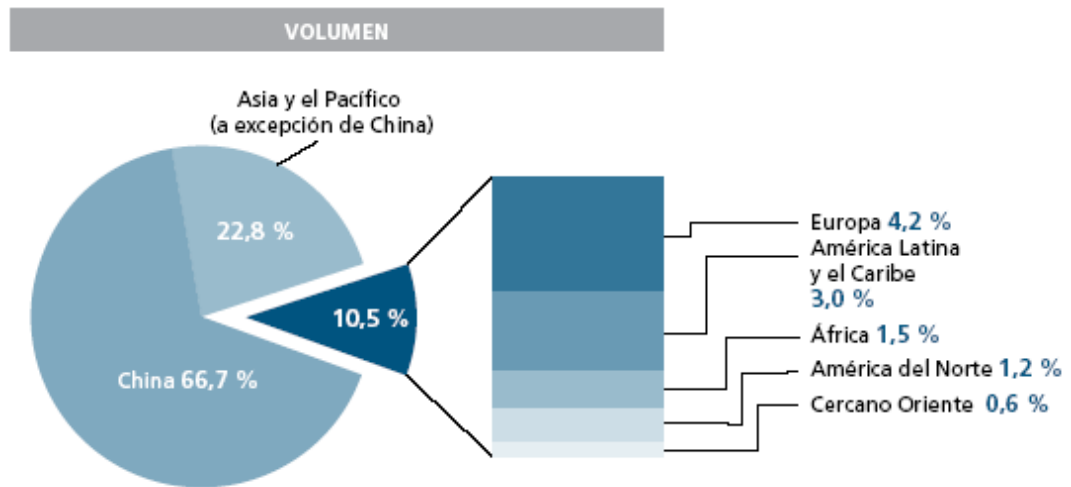 VOLUMEN
Asia y el Pacífico
(a excepción de China)
22,8 %
10,5 %
China 66,7 %
Europa 4,2 %
América Latina
y el Caribe
3,0 %
África 1,5 %
América del Norte 1,2 %
Cercano Oriente 0,6 %